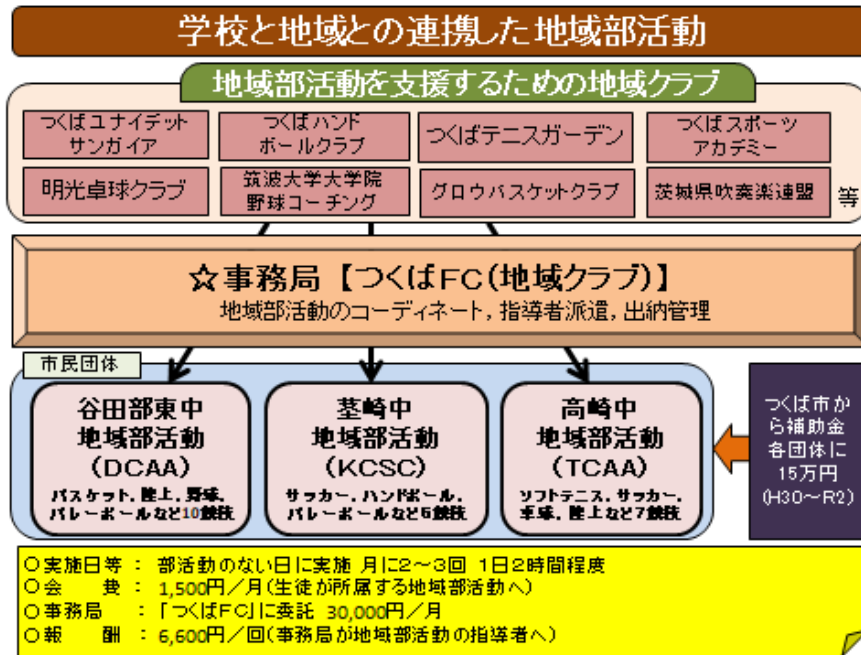 学校と地域との連携した地域部活動
地域部活動を支援するための地域クラブ
つくばユナイテッド
サンガイア
つくばハンド
ボールクラブ
つくばテニスガーデン
つくばスポーツ
アカデミー
明光卓球クラブ
筑波大学大学院
野球コーチング
グロウバスケットクラブ
茨城県吹奏楽連盟
等
☆事務局【つくばFC(地域クラブ)】
地域部活動のコーディネート,指導者派遣,出納管理
市民団体
谷田部東中
地域部活動
(DCAA)
バスケット,陸上,野球,
バレーボールなど10競技
茎崎中
地域部活動
(KCSC)
サッカー,ハンドボール,
バレーボールなど6競技
高崎中
地域部活動
(TCAA)
ソフトテニス,サッカー,
卓球,陸上など7競技
つくば市か
ら補助金
各団体に
15万円
(H30~R2)
○実施日等 : 部活動のない日に実施 月に2~3回 1日2時間程度
○会 費 : 1,500円/月(生徒が所属する地域部活動へ)
○事務局 : 「つくばFC」に委託 30,000円/月
○報 酬 : 6,600円/回(事務局が地域部活動の指導者へ)